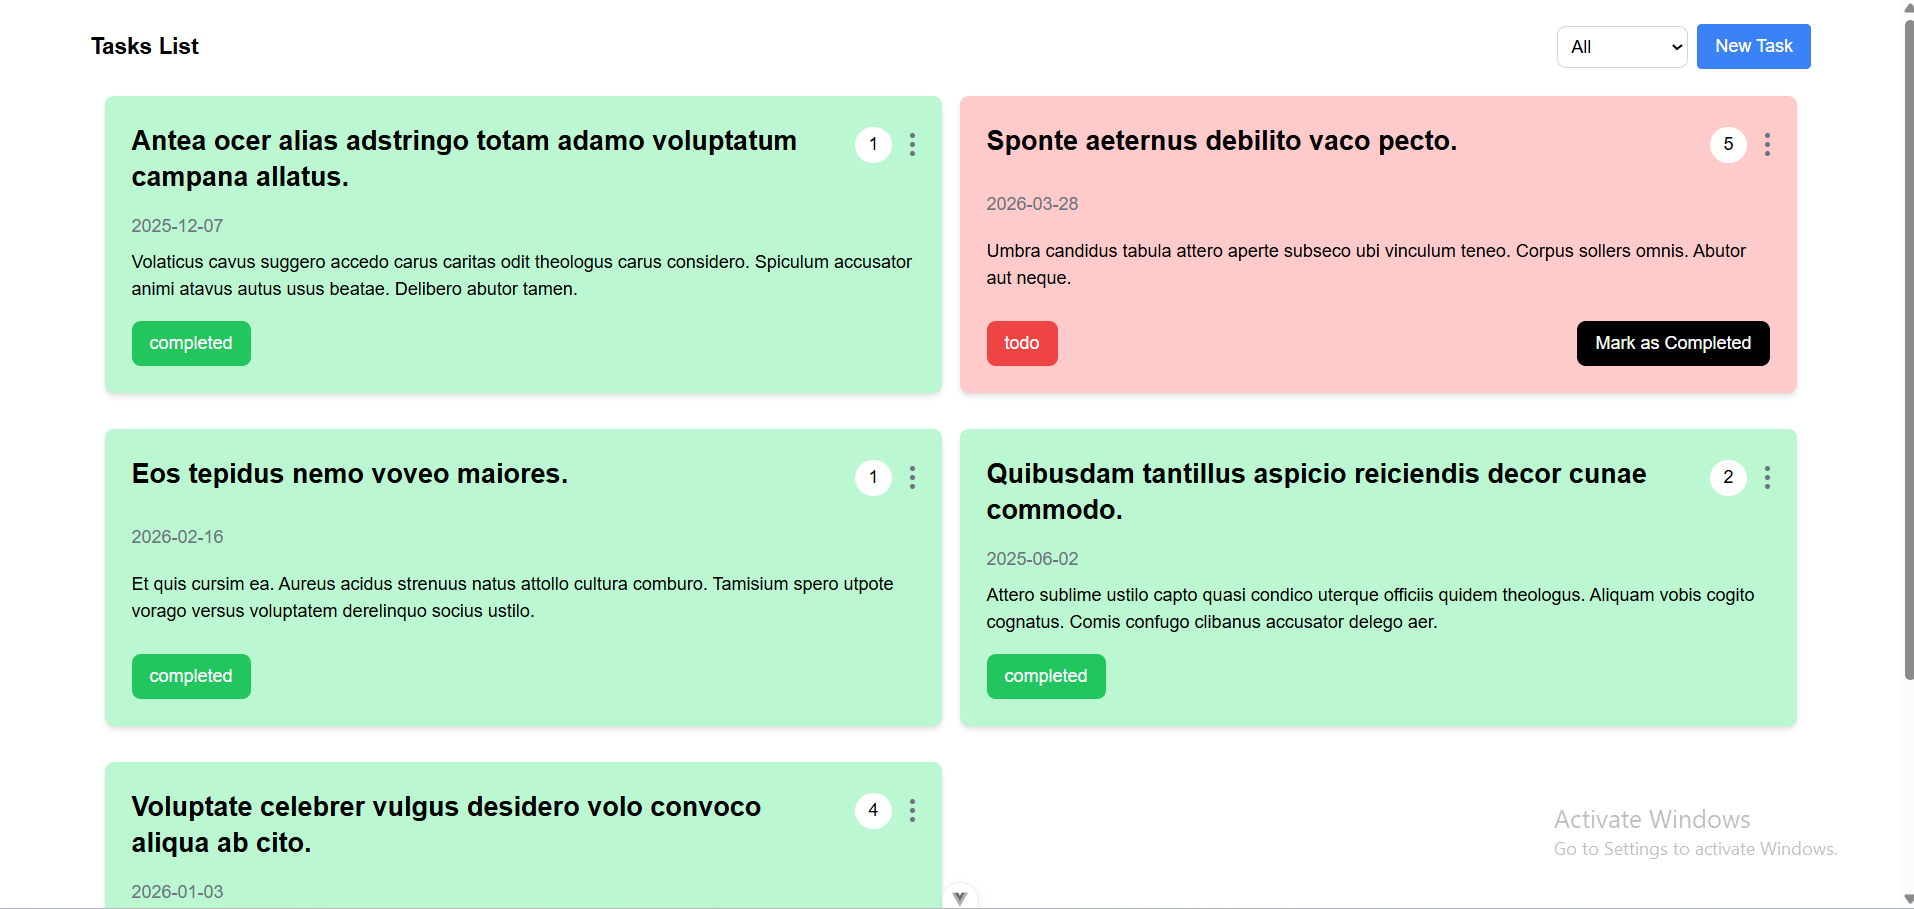 Tasks List
All
New Task
Antea ocer alias adstringo totam adamo voluptatum
campana allatus.
1
2025-12-07
Volaticus cavus suggero accedo carus caritas odit theologus carus considero. Spiculum accusator
animi atavus autus usus beatae. Delibero abutor tamen.
completed
Sponte aeternus debilito vaco pecto.
5
2026-03-28
Umbra candidus tabula attero aperte subseco ubi vinculum teneo. Corpus sollers omnis. Abutor
aut neque.
todo
Mark as Completed
Eos tepidus nemo voveo maiores.
1
2026-02-16
Et quis cursim ea. Aureus acidus strenuus natus attollo cultura comburo. Tamisium spero utpote
vorago versus voluptatem derelinquo socius ustilo.
completed
Quibusdam tantillus aspicio reiciendis decor cunae
commodo.
2
2025-06-02
Attero sublime ustilo capto quasi condico uterque officiis quidem theologus. Aliquam vobis cogito
cognatus. Comis confugo clibanus accusator delego aer.
completed
Voluptate celebrer vulgus desidero volo convoco
aliqua ab cito.
4
2026-01-03
Activate Windows
Go to Settings to activate Windows.